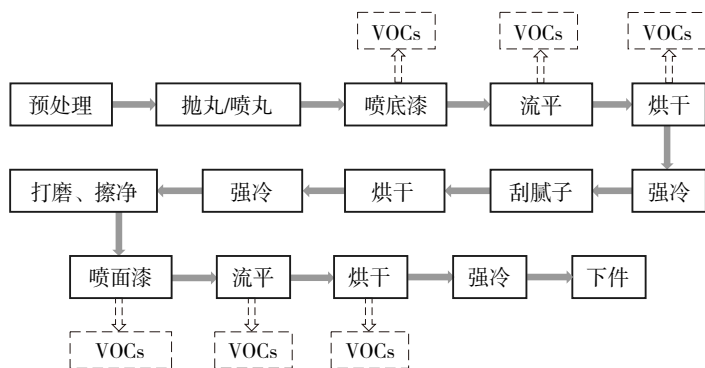 VOCs VOCs VOCs
预处理 抛丸/喷丸 喷底漆 流平 烘干
打磨、擦净 强冷 烘干 刮腻子 强冷
喷面漆 流平 烘干 强冷 下件
VOCs VOCs VOCs